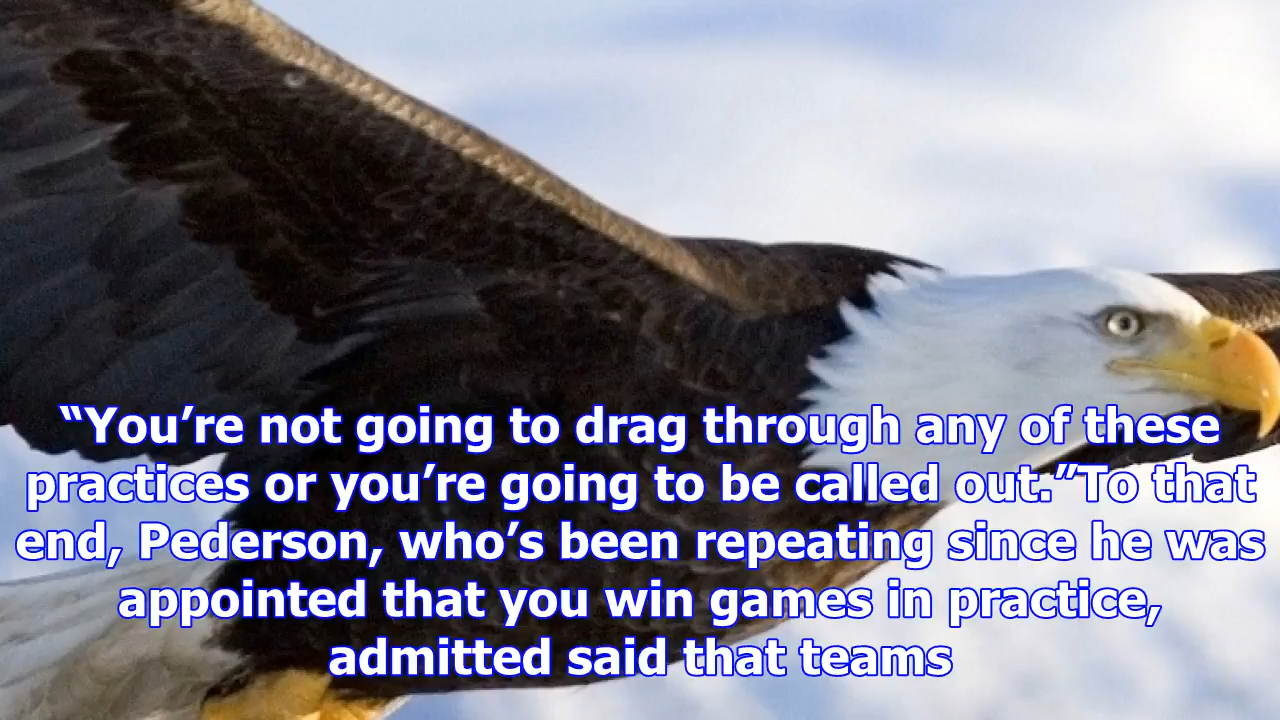 “You’re not going to drag through any of these
practices or you’re going to be called out.”To that
end, Pederson, who’s been repeating since he was
appointed that you win games in practice,
admitted said that teams